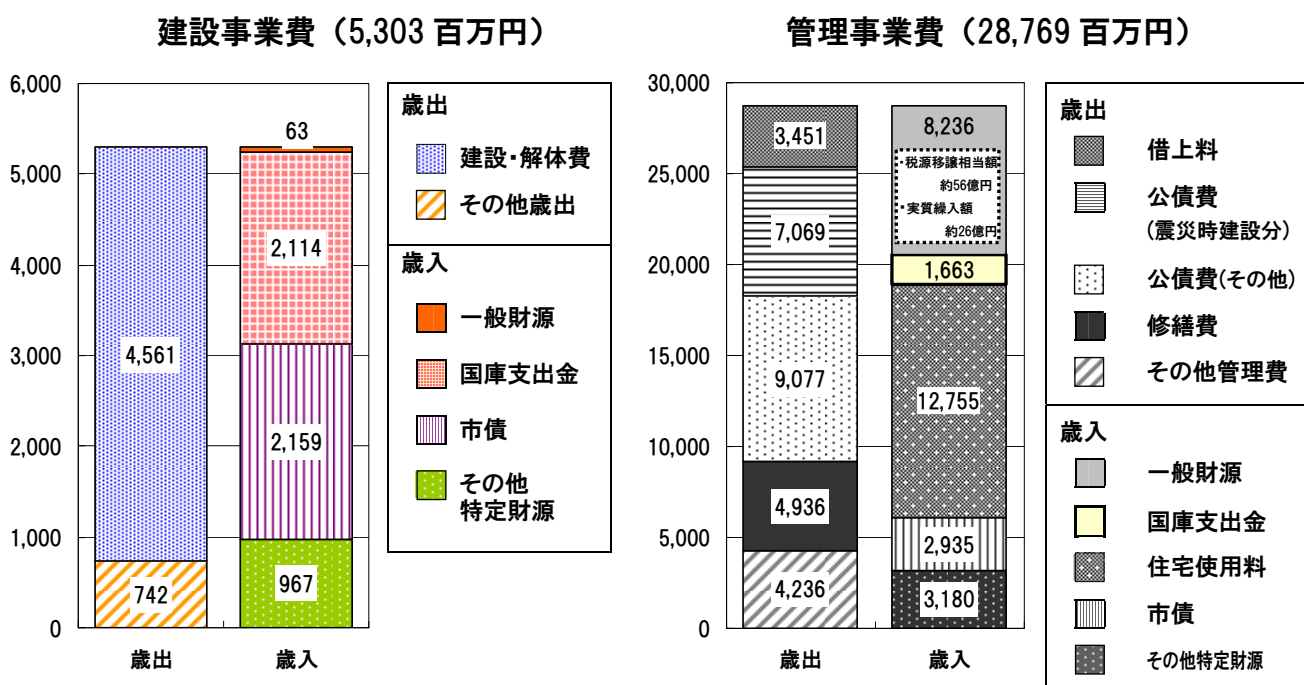 建設事業費（5,303 百万円）
6,000
5,000
4,000
3,000
2,000
1,000
0
4,561
742
63
2,114
2,159
967
歳出
歳入
歳出
建設・解体費
その他歳出
歳入
一般財源
国庫支出金
市債
その他
特定財源
管理事業費（28,769 百万円）
30,000
25,000
20,000
15,000
10,000
5,000
0
3,451
7,069
9,077
4,936
4,236
8,236
・税源移譲相当額
約56億円
・実質繰入額
約26億円
1,663
12,755
2,935
3,180
歳出
歳入
歳出
借上料
公債費
（震災時建設分）
公債費(その他)
修繕費
その他管理費
歳入
一般財源
国庫支出金
住宅使用料
市債
その他特定財源